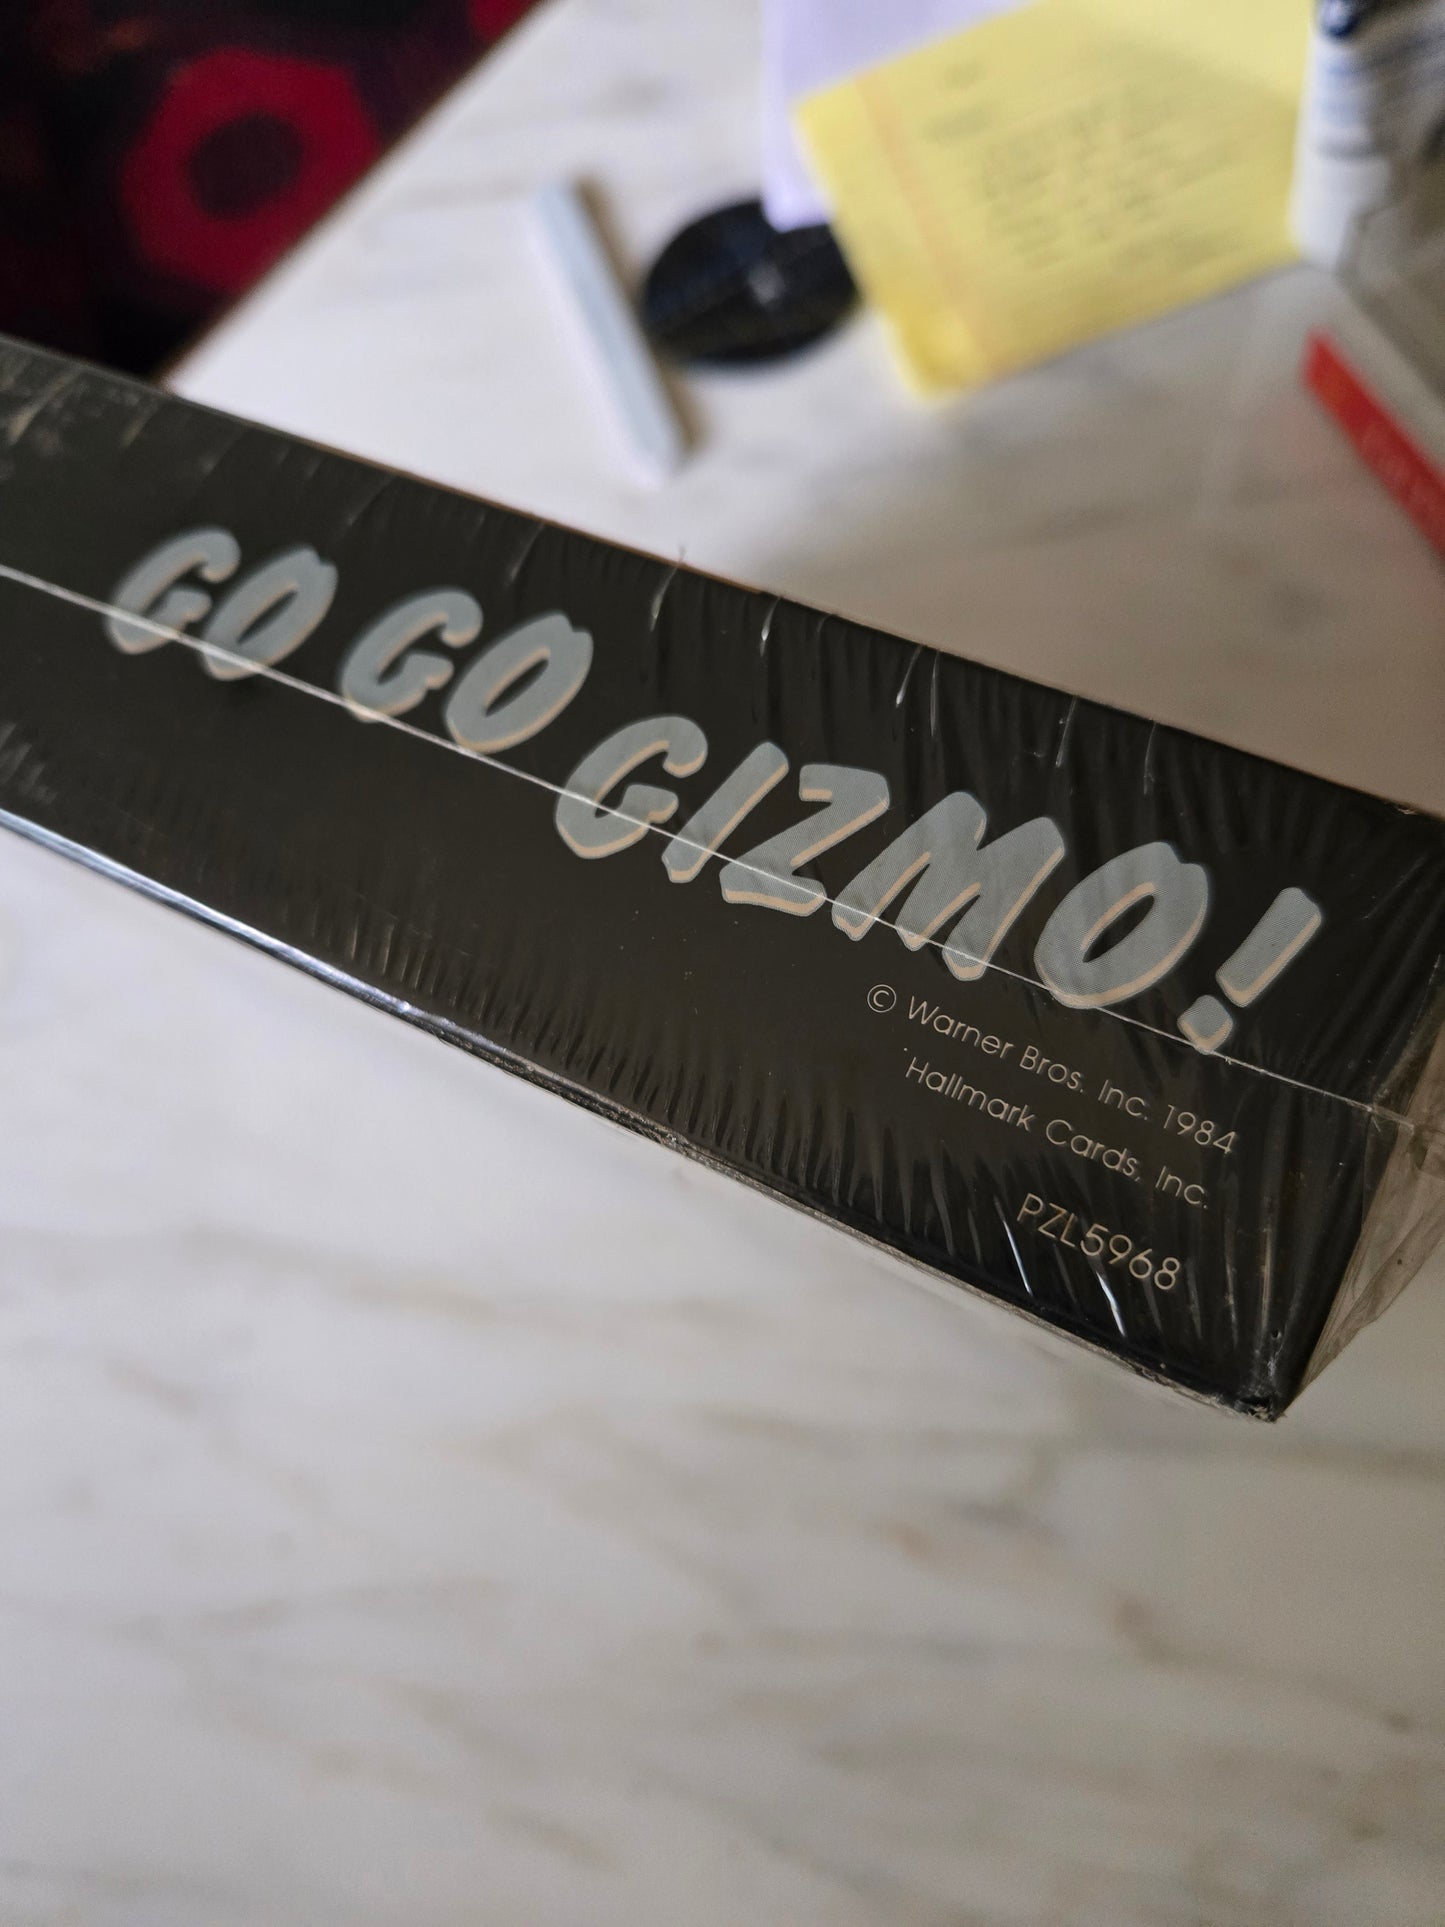 GO GO GIZMO!
© Warner Bros. Inc. 1984
Hallmark Cards, Inc.
PZL5968